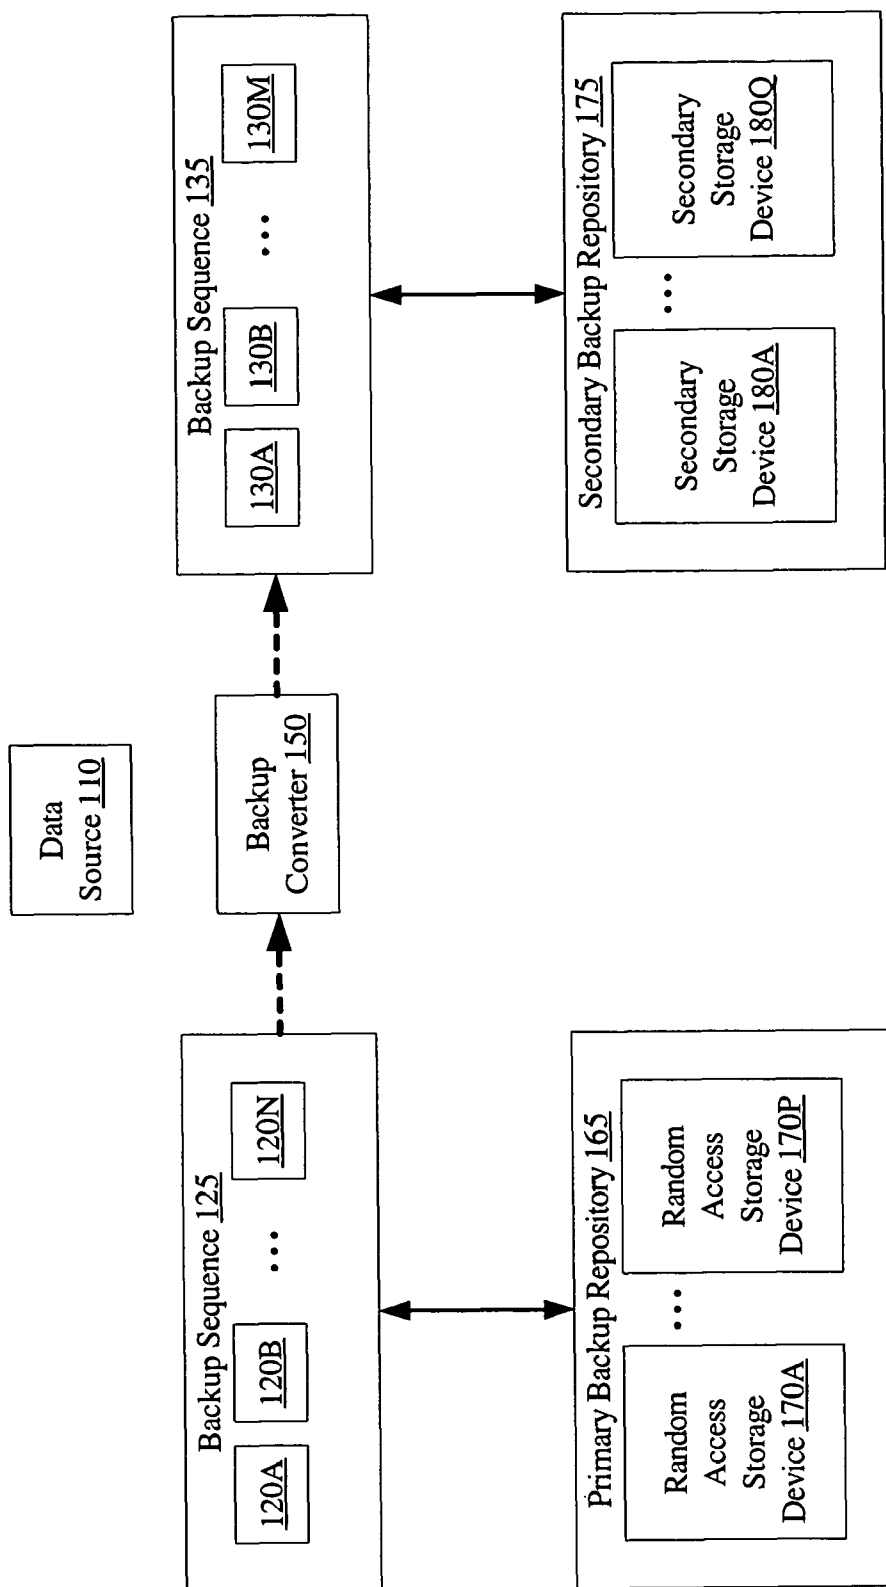 Data
Source 110
Backup Sequence 125
120A
120B
...
120N
Backup
Converter 150
Backup Sequence 135
130A
130B
...
130M
Primary Backup Repository 165
Random
Access
Storage
Device 170A
...
Random
Access
Storage
Device 170P
Secondary Backup Repository 175
Secondary
Storage
Device 180A
...
Secondary
Storage
Device 180Q